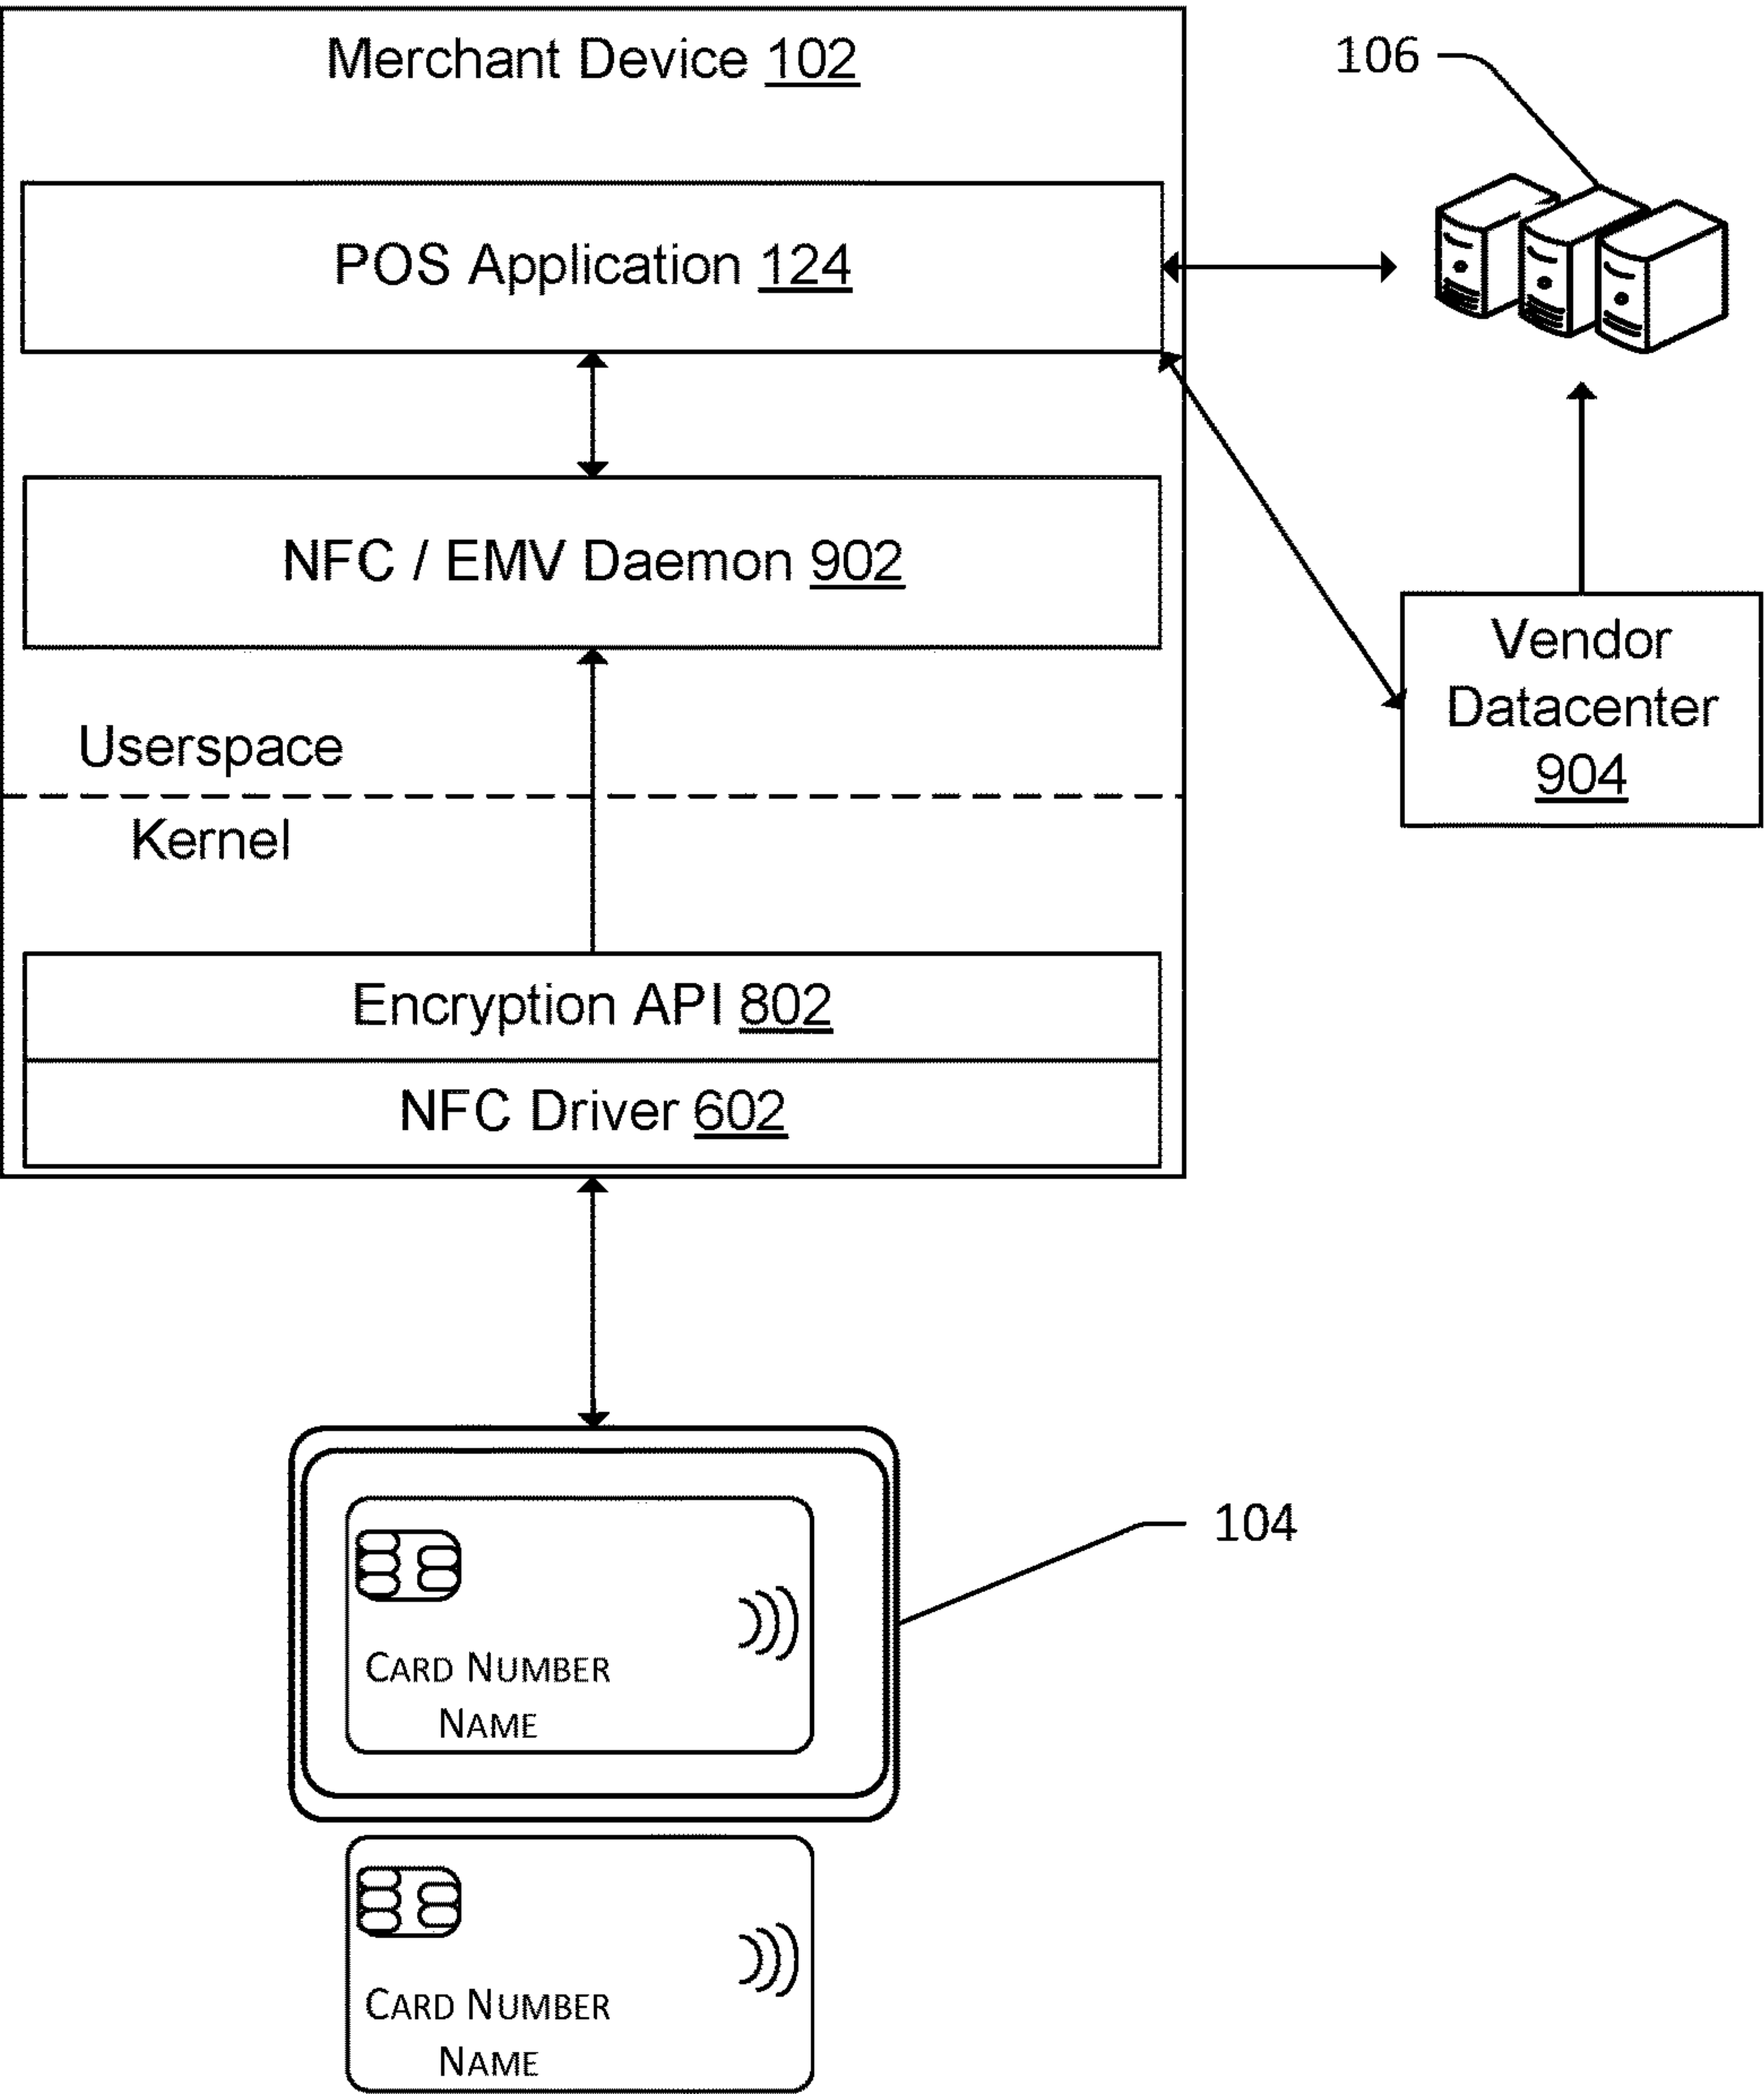 Merchant Device 102
106
POS Application 124
NFC / EMV Daemon 902
Vendor
Datacenter
904
Userspace
Kernel
Encryption API 802
NFC Driver 602
104
CARD NUMBER
NAME
CARD NUMBER
NAME